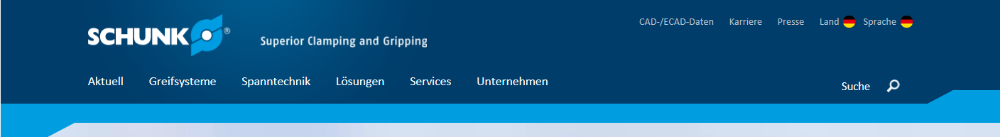 CAD-/ECAD-Daten Karriere Presse Land Sprache
SCHUNK®
Superior Clamping and Gripping
Aktuell Greifsysteme Spanntechnik Lösungen Services Unternehmen
Suche